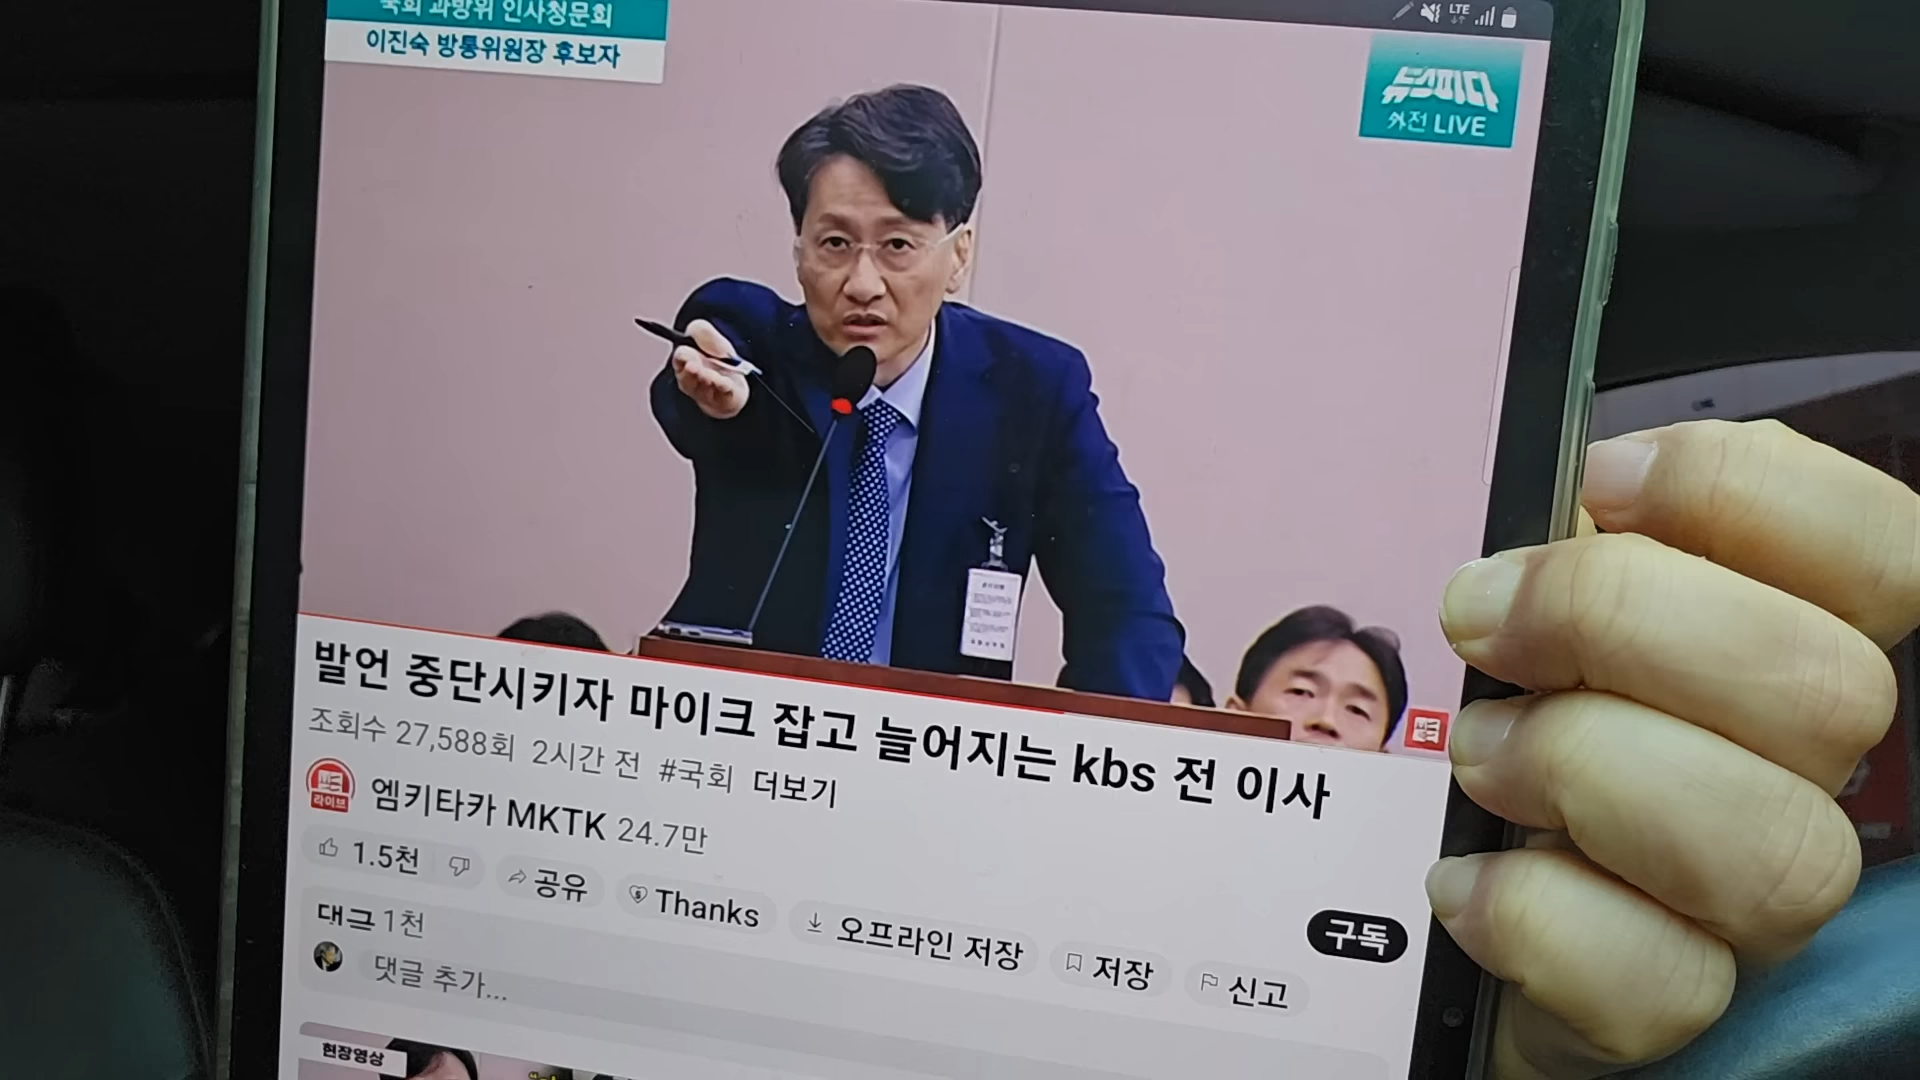 국회 과방위 인사청문회
이진숙 방통위원장 후보자
LTE
뉴스피다
外전 LIVE
발언 중단시키자 마이크 잡고 늘어지는 kbs 전 이사
조회수 27,588회 2시간 전 #국회 더보기
라이브
엠키타카 MKTK 24.7만
구독
1.5천
공유
Thanks
오프라인 저장
저장
신고
댓글 1천
댓글 추가...
현장영상